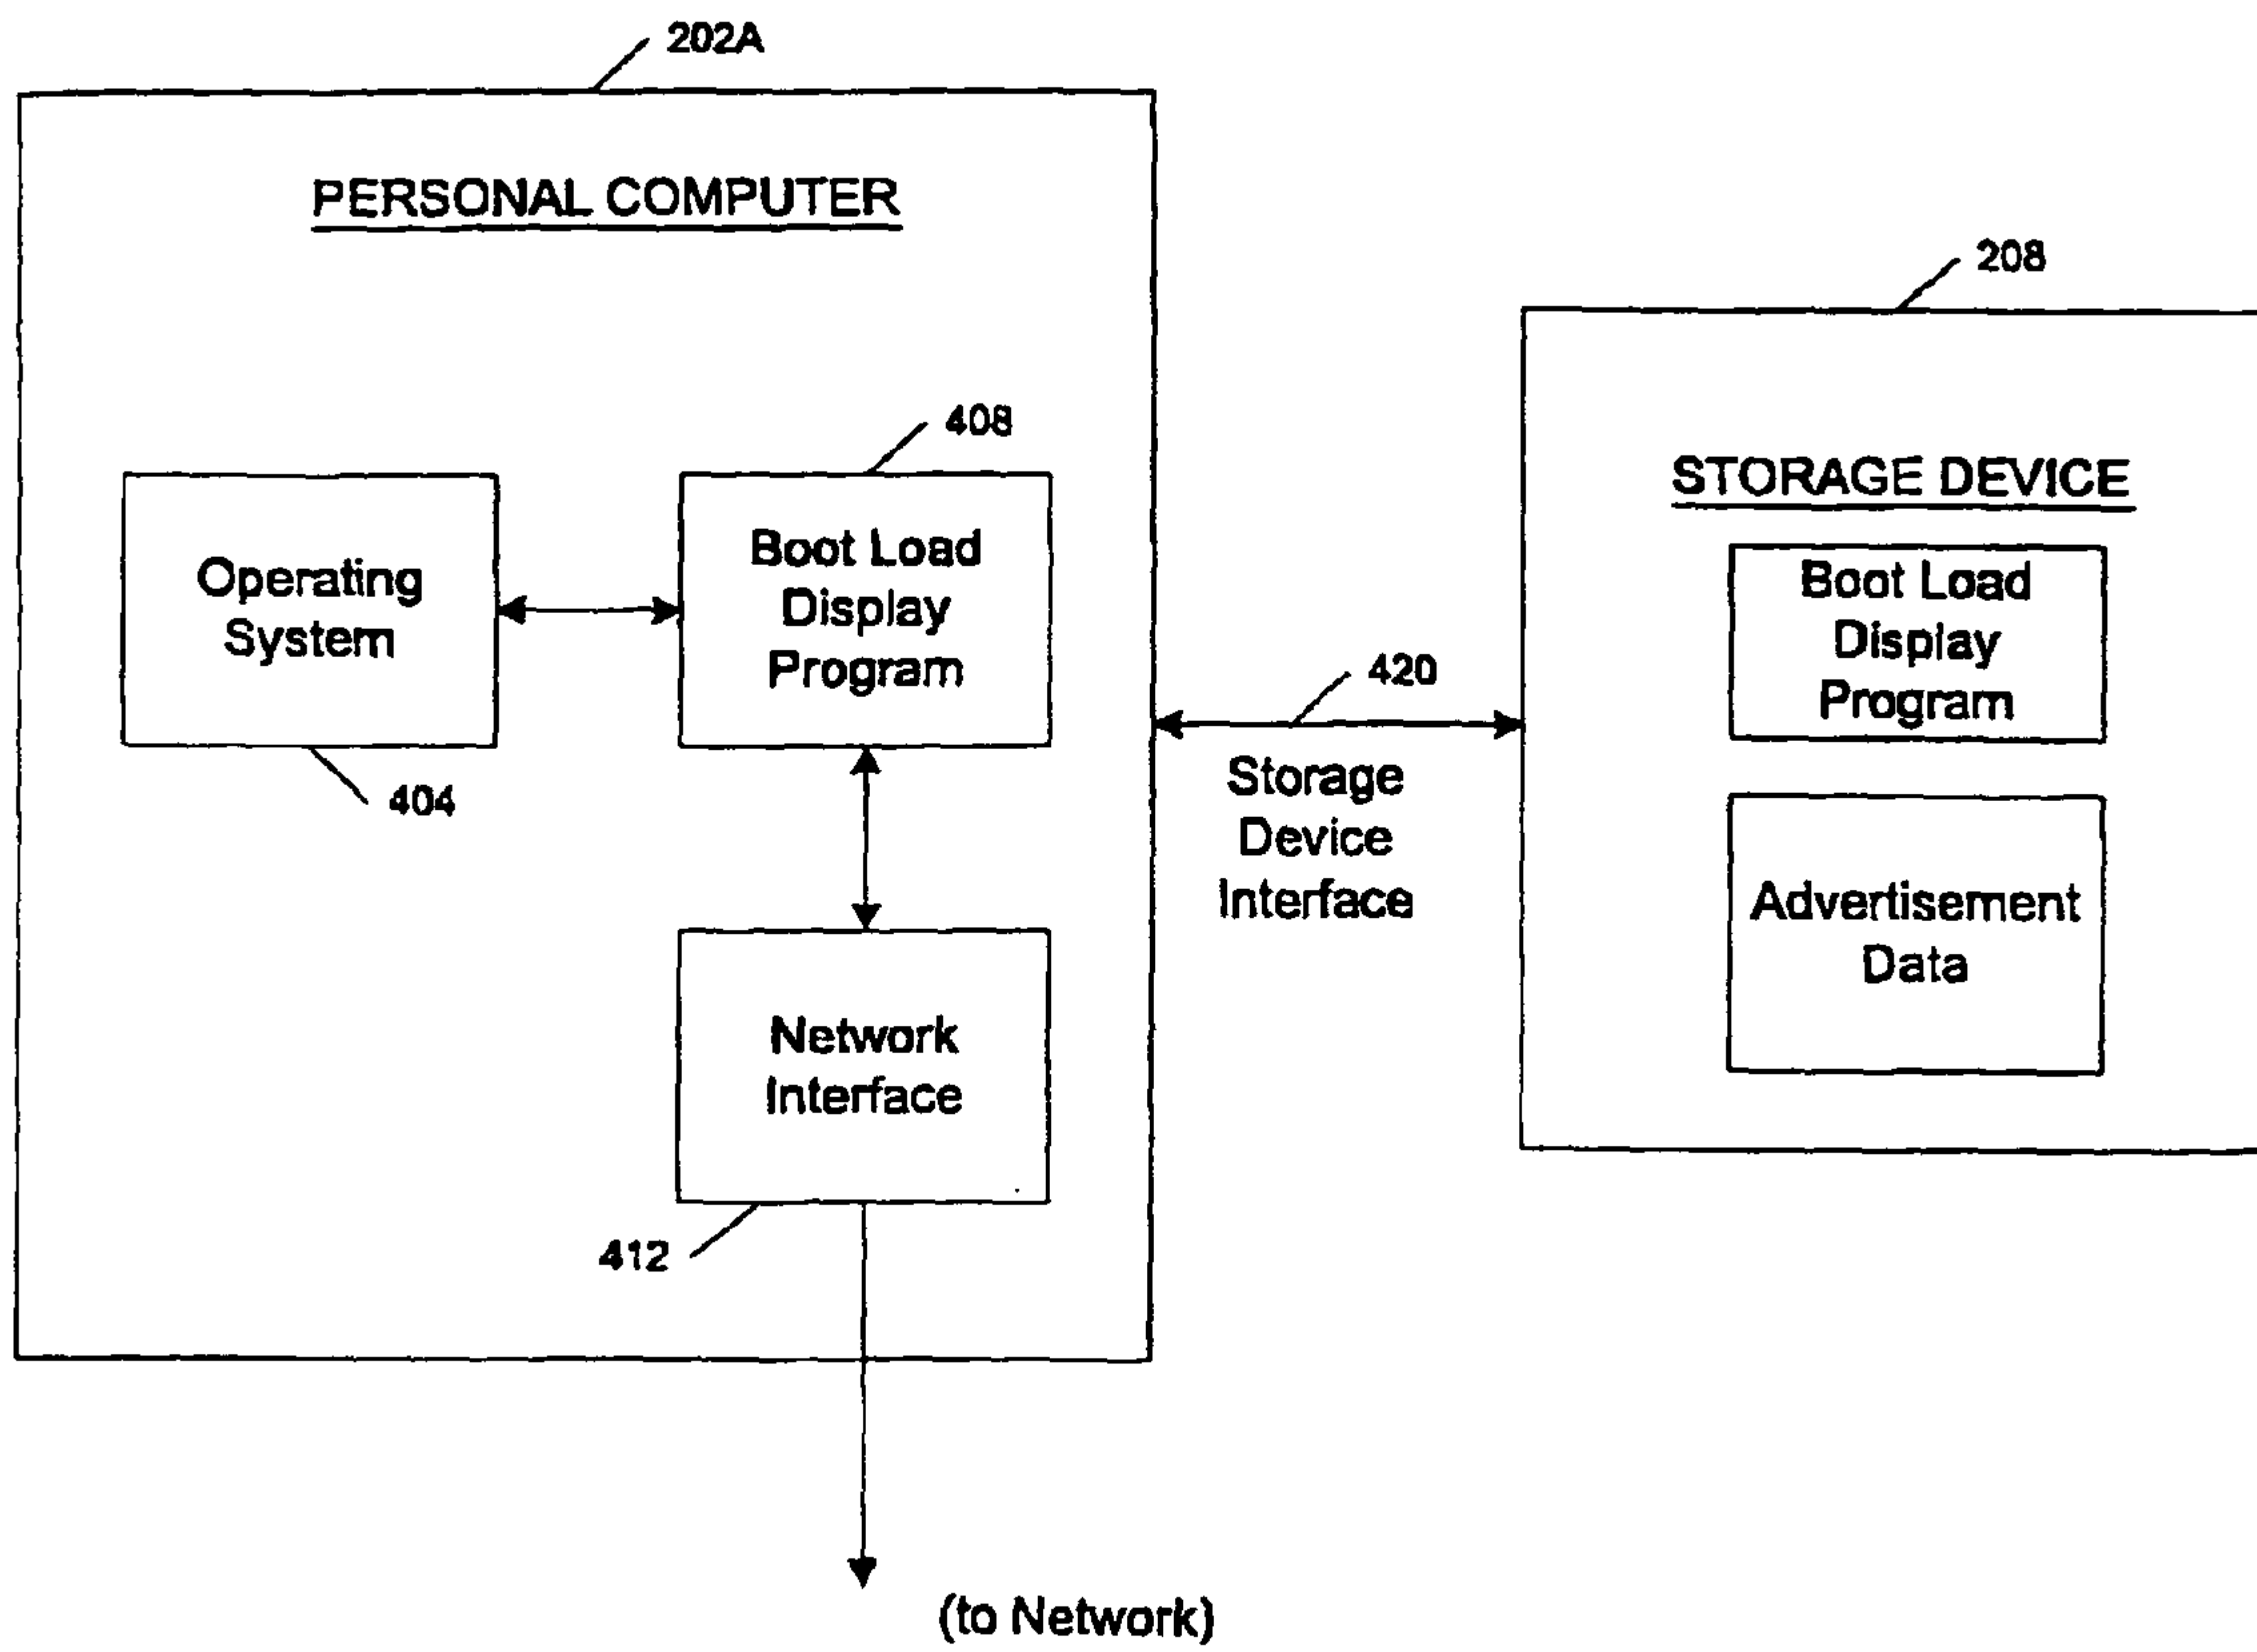 202A
PERSONAL COMPUTER
208
STORAGE DEVICE
408
Operating
System
404
Boot Load
Display
Program
420
Storage
Device
Interface
Boot Load
Display
Program
Advertisement
Data
Network
Interface
412
(to Network)